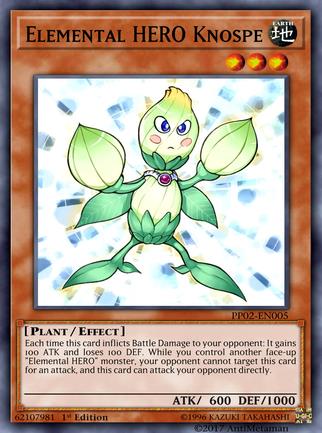 ELEMENTAL HERO KNOSPE
EARTH
地
PP02-EN005
[ PLANT / EFFECT ]
Each time this card inflicts Battle Damage to your opponent: It gains
100 ATK and loses 100 DEF. While you control another face-up
"Elemental HERO" monster, your opponent cannot target this card
for an attack, and this card can attack your opponent directly.
ATK/ 600 DEF/1000
62107981 1st Edition ©1996 KAZUKI TAKAHASHI
©2017 AntiMetaman